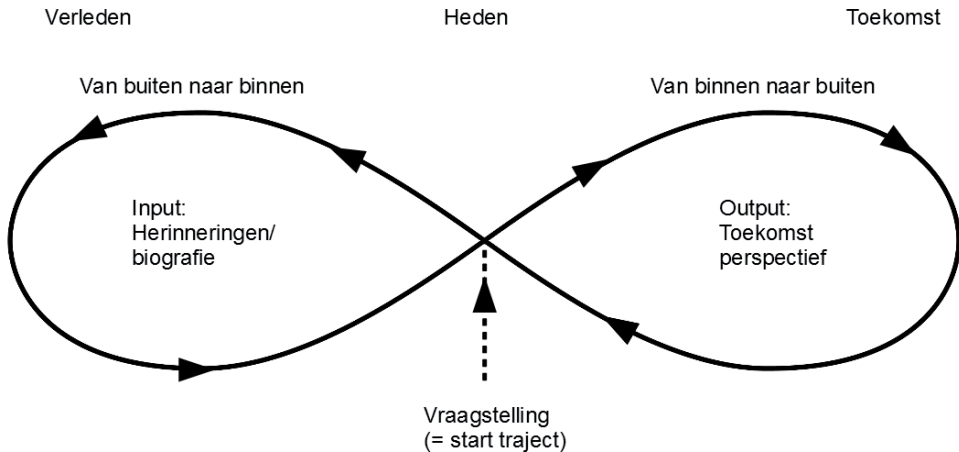 Verleden
Heden
Toekomst
Van buiten naar binnen
Van binnen naar buiten
Input:
Herinneringen/
biografie
Output:
Toekomst
perspectief
Vraagstelling
(= start traject)